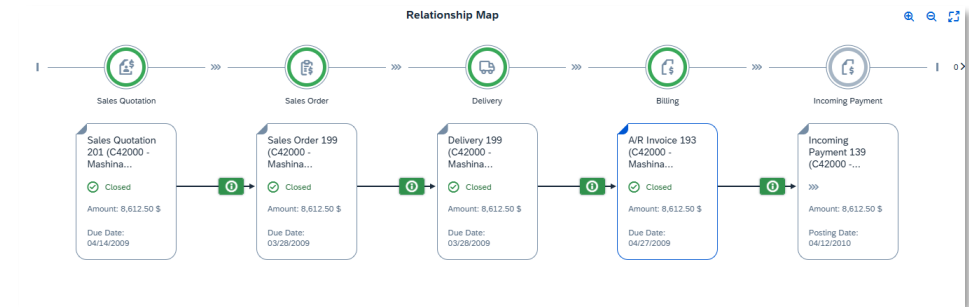 Relationship Map
0
Sales Quotation
Sales Order
Delivery
Billing
Incoming Payment
Sales Quotation
201 (C42000 -
Mashina...
Closed
Amount: 8,612.50 $
Due Date:
04/14/2009
Sales Order 199
(C42000 -
Mashina...
Closed
Amount: 8,612.50 $
Due Date:
03/28/2009
Delivery 199
(C42000 -
Mashina...
Closed
Amount: 8,612.50 $
Due Date:
03/28/2009
A/R Invoice 193
(C42000 -
Mashina...
Closed
Amount: 8,612.50 $
Due Date:
04/27/2009
Incoming
Payment 139
(C42000 -...
Amount: 8,612.50 $
Posting Date:
04/12/2010